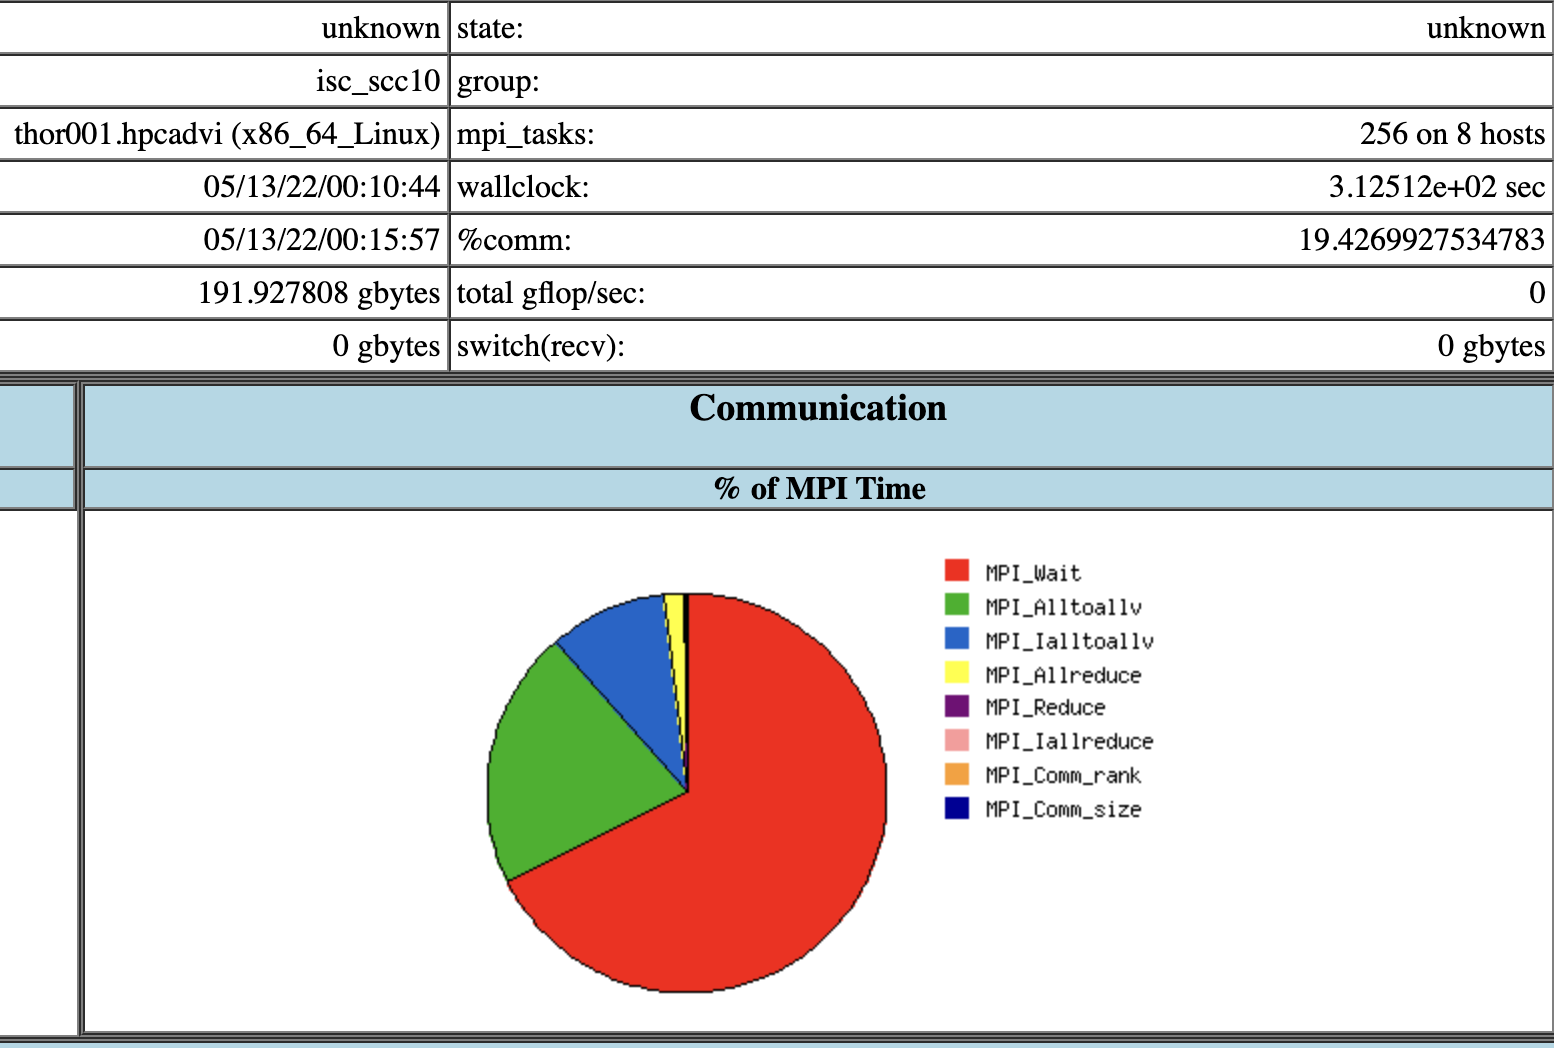 unknown state: unknown
isc_scc10 group:
thor001.hpcadvi (x86_64_Linux) mpi_tasks: 256 on 8 hosts
05/13/22/00:10:44 wallclock: 3.12512e+02 sec
05/13/22/00:15:57 %comm: 19.4269927534783
191.927808 gbytes total gflop/sec: 0
0 gbytes switch(recv): 0 gbytes
Communication
% of MPI Time
MPI_Wait
MPI_Alltoallv
MPI_Ialltoallv
MPI_Allreduce
MPI_Reduce
MPI_Iallreduce
MPI_Comm_rank
MPI_Comm_size